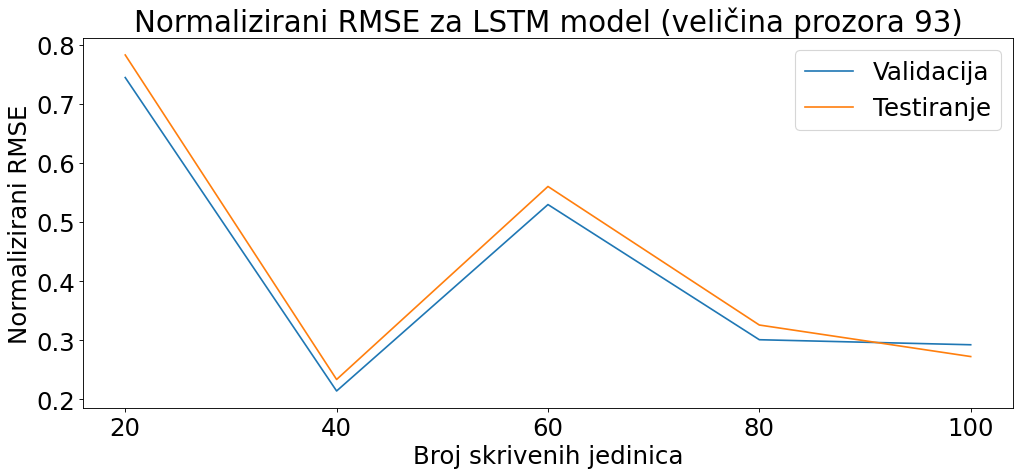 Normalizirani RMSE za LSTM model (veličina prozora 93)
Validacija
Testiranje
Normalizirani RMSE
0.8
0.7
0.6
0.5
0.4
0.3
0.2
20 40 60 80 100
Broj skrivenih jedinica